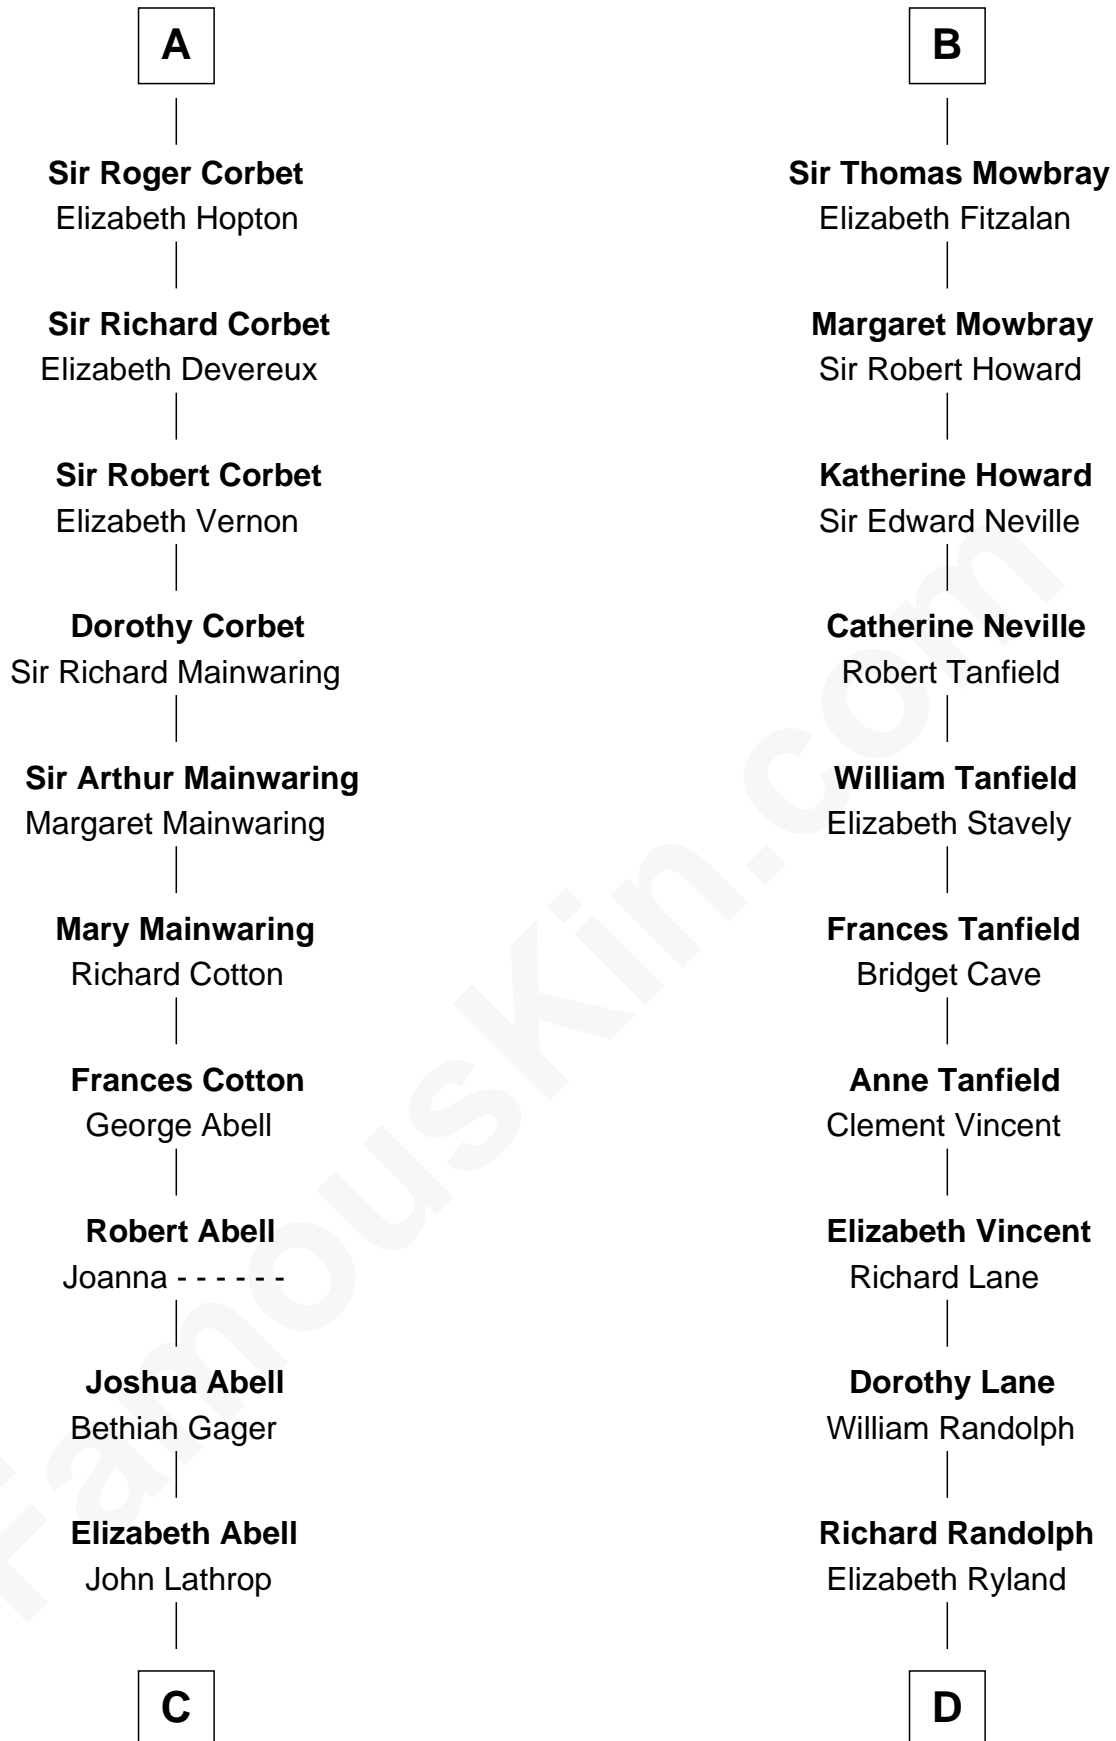 A
Sir Roger Corbet
Elizabeth Hopton
Sir Richard Corbet
Elizabeth Devereux
Sir Robert Corbet
Elizabeth Vernon
Dorothy Corbet
Sir Richard Mainwaring
Sir Arthur Mainwaring
Margaret Mainwaring
Mary Mainwaring
Richard Cotton
Frances Cotton
George Abell
Robert Abell
Joanna - - - - - -
Joshua Abell
Bethiah Gager
Elizabeth Abell
John Lathrop
C
B
Sir Thomas Mowbray
Elizabeth Fitzalan
Margaret Mowbray
Sir Robert Howard
Katherine Howard
Sir Edward Neville
Catherine Neville
Robert Tanfield
William Tanfield
Elizabeth Stavely
Frances Tanfield
Bridget Cave
Anne Tanfield
Clement Vincent
Elizabeth Vincent
Richard Lane
Dorothy Lane
William Randolph
Richard Randolph
Elizabeth Ryland
D
FamousKin.com